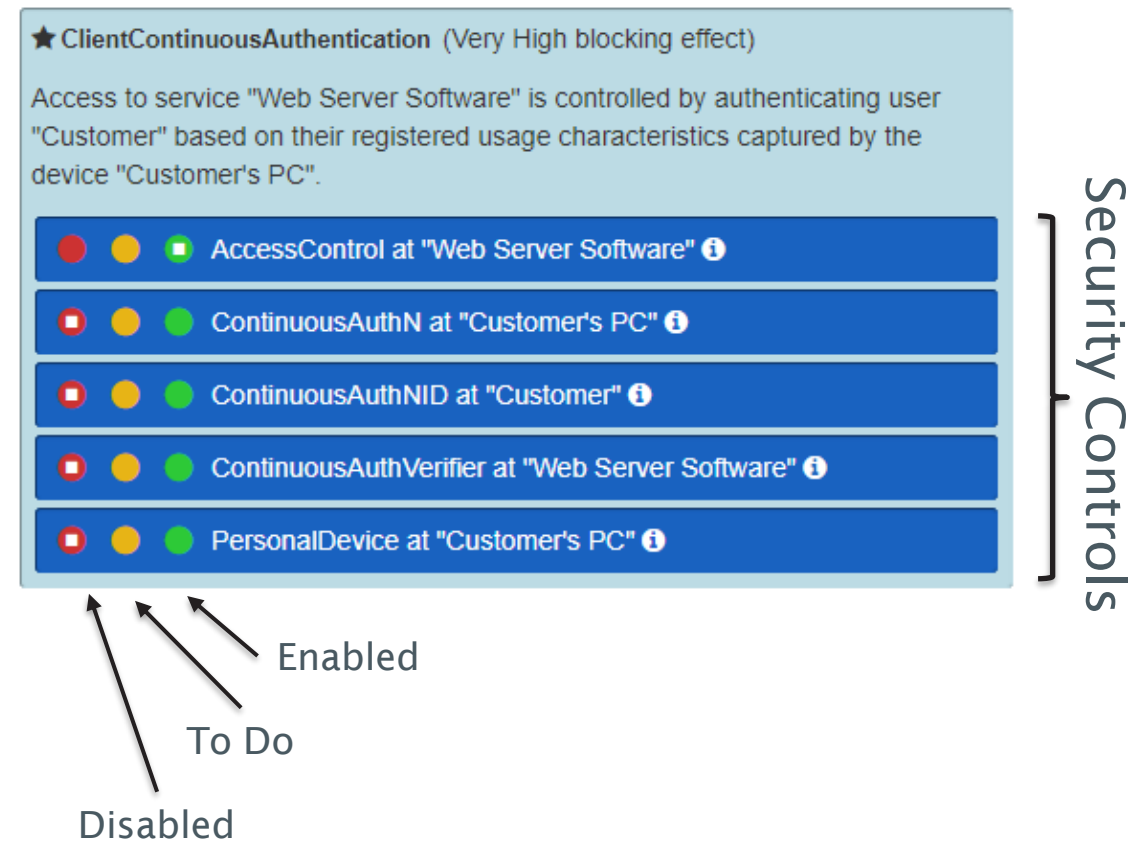 ★ ClientContinuousAuthentication (Very High blocking effect)
Access to service "Web Server Software" is controlled by authenticating user
"Customer" based on their registered usage characteristics captured by the
device "Customer's PC".
AccessControl at "Web Server Software"
ContinuousAuthN at "Customer's PC"
ContinuousAuthNID at "Customer"
ContinuousAuthVerifier at "Web Server Software"
PersonalDevice at "Customer's PC"
Security Controls
Enabled
To Do
Disabled